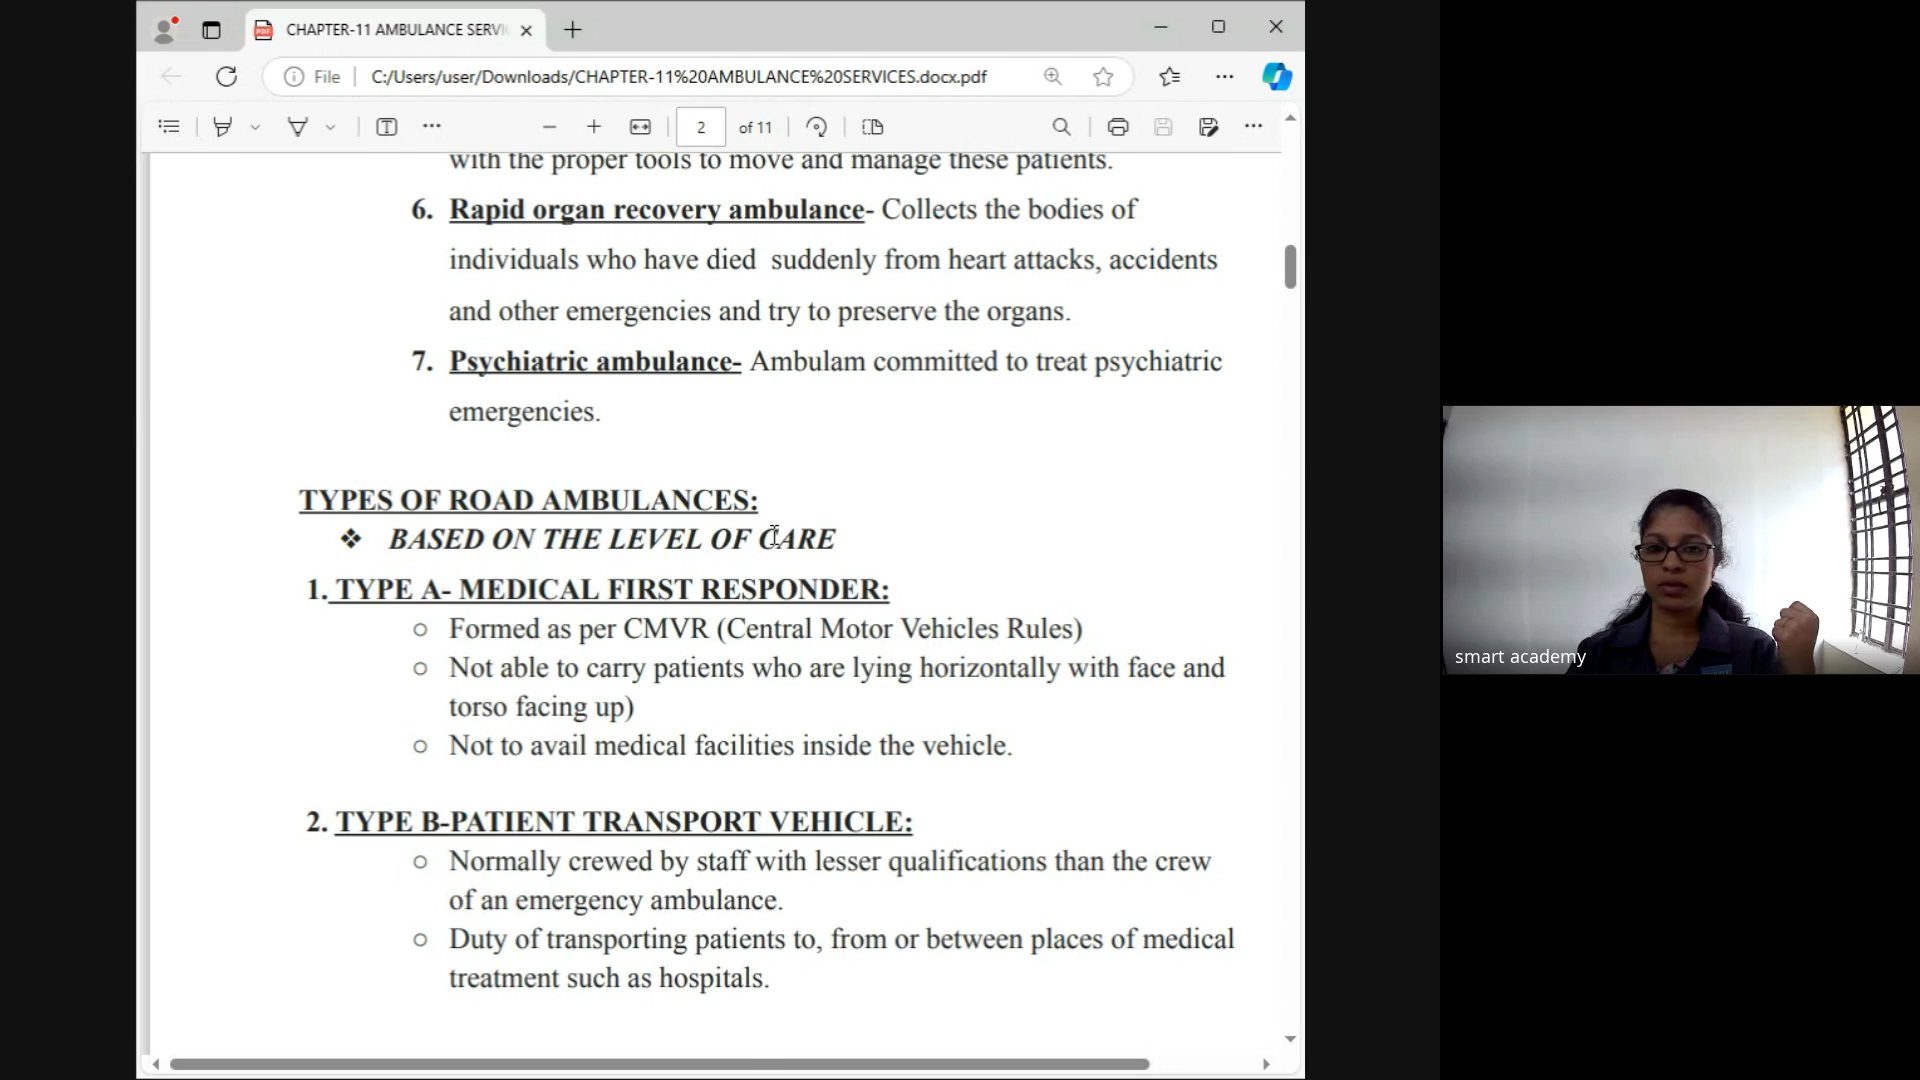 CHAPTER-11 AMBULANCE SERVI
File
C:/Users/user/Downloads/CHAPTER-11%20AMBULANCE%20SERVICES.docx.pdf
2 of 11
with the proper tools to move and manage these patients.
6. Rapid organ recovery ambulance- Collects the bodies of
individuals who have died suddenly from heart attacks, accidents
and other emergencies and try to preserve the organs.
7. Psychiatric ambulance- Ambulam committed to treat psychiatric
emergencies.
TYPES OF ROAD AMBULANCES:
❖ BASED ON THE LEVEL OF CARE
1. TYPE A- MEDICAL FIRST RESPONDER:
○ Formed as per CMVR (Central Motor Vehicles Rules)
○ Not able to carry patients who are lying horizontally with face and
torso facing up)
○ Not to avail medical facilities inside the vehicle.
2. TYPE B-PATIENT TRANSPORT VEHICLE:
○ Normally crewed by staff with lesser qualifications than the crew
of an emergency ambulance.
○ Duty of transporting patients to, from or between places of medical
treatment such as hospitals.
smart academy